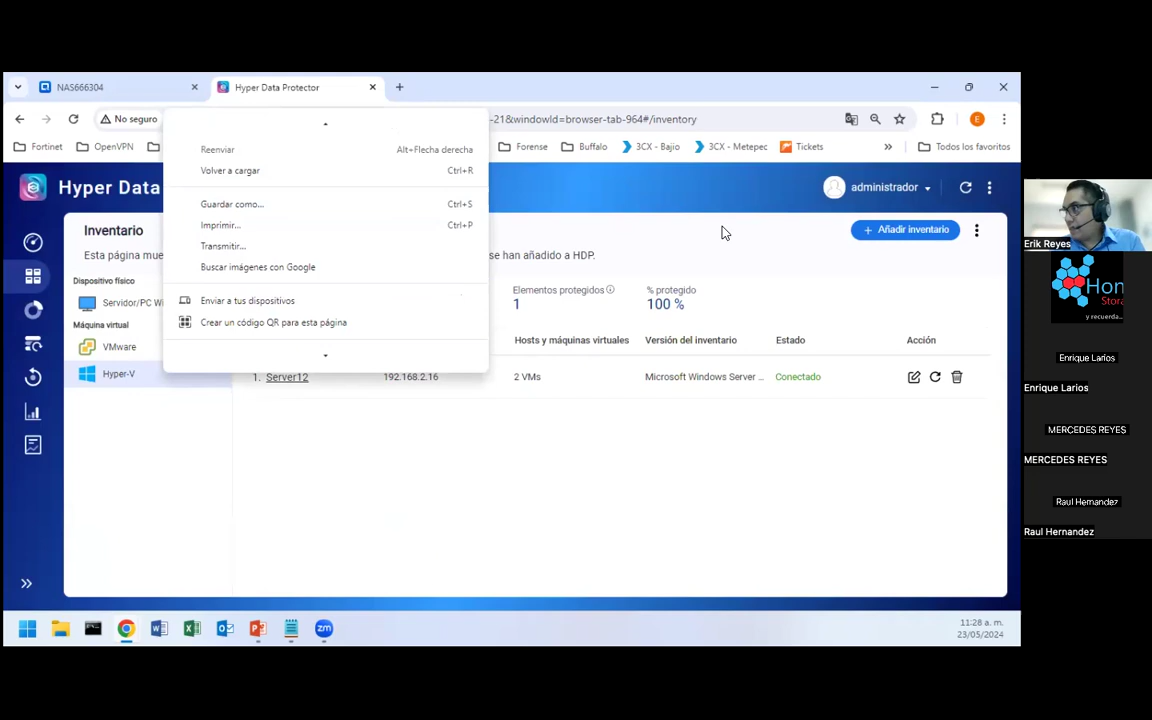 NAS666304
Hyper Data Protector
No seguro
-21&windowId=browser-tab-964#/inventory
E
Fortinet
OpenVPN
Forense
Buffalo
3CX - Bajio
3CX - Metepec
Tickets
Todos los favoritos
Reenviar Alt+Flecha derecha
Volver a cargar Ctrl+R
Guardar como... Ctrl+S
Imprimir... Ctrl+P
Transmitir...
Buscar imágenes con Google
Enviar a tus dispositivos
Crear un código QR para esta página
Hyper Data
administrador
Inventario
Añadir inventario
Esta página mue
se han añadido a HDP.
Dispositivo físico
Servidor/PC Wi
Máquina virtual
VMware
Hyper-V
Elementos protegidos
1
% protegido
100 %
Hosts y máquinas virtuales
Versión del inventario
Estado
Acción
1. Server12
192.168.2.16
2 VMs
Microsoft Windows Server ...
Conectado
11:28 a. m.
23/05/2024
Erik Reyes
Hon
Stora
y recuerda...
Enrique Larios
Enrique Larios
MERCEDES REYES
MERCEDES REYES
Raul Hernandez
Raul Hernandez